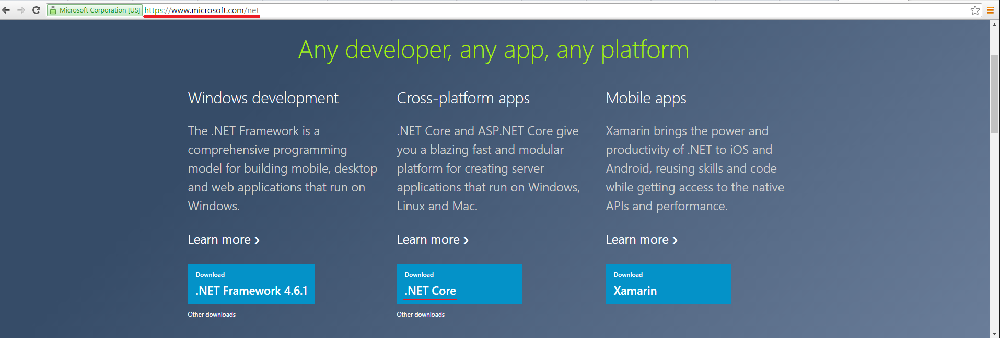 Microsoft Corporation [US] https://www.microsoft.com/net
Any developer, any app, any platform
Windows development
The .NET Framework is a
comprehensive programming
model for building mobile, desktop
and web applications that run on
Windows.
Learn more ›
Download
.NET Framework 4.6.1
Other downloads
Cross-platform apps
.NET Core and ASP.NET Core give
you a blazing fast and modular
platform for creating server
applications that run on Windows,
Linux and Mac.
Learn more ›
Download
.NET Core
Other downloads
Mobile apps
Xamarin brings the power and
productivity of .NET to iOS and
Android, reusing skills and code
while getting access to the native
APIs and performance.
Learn more ›
Download
Xamarin